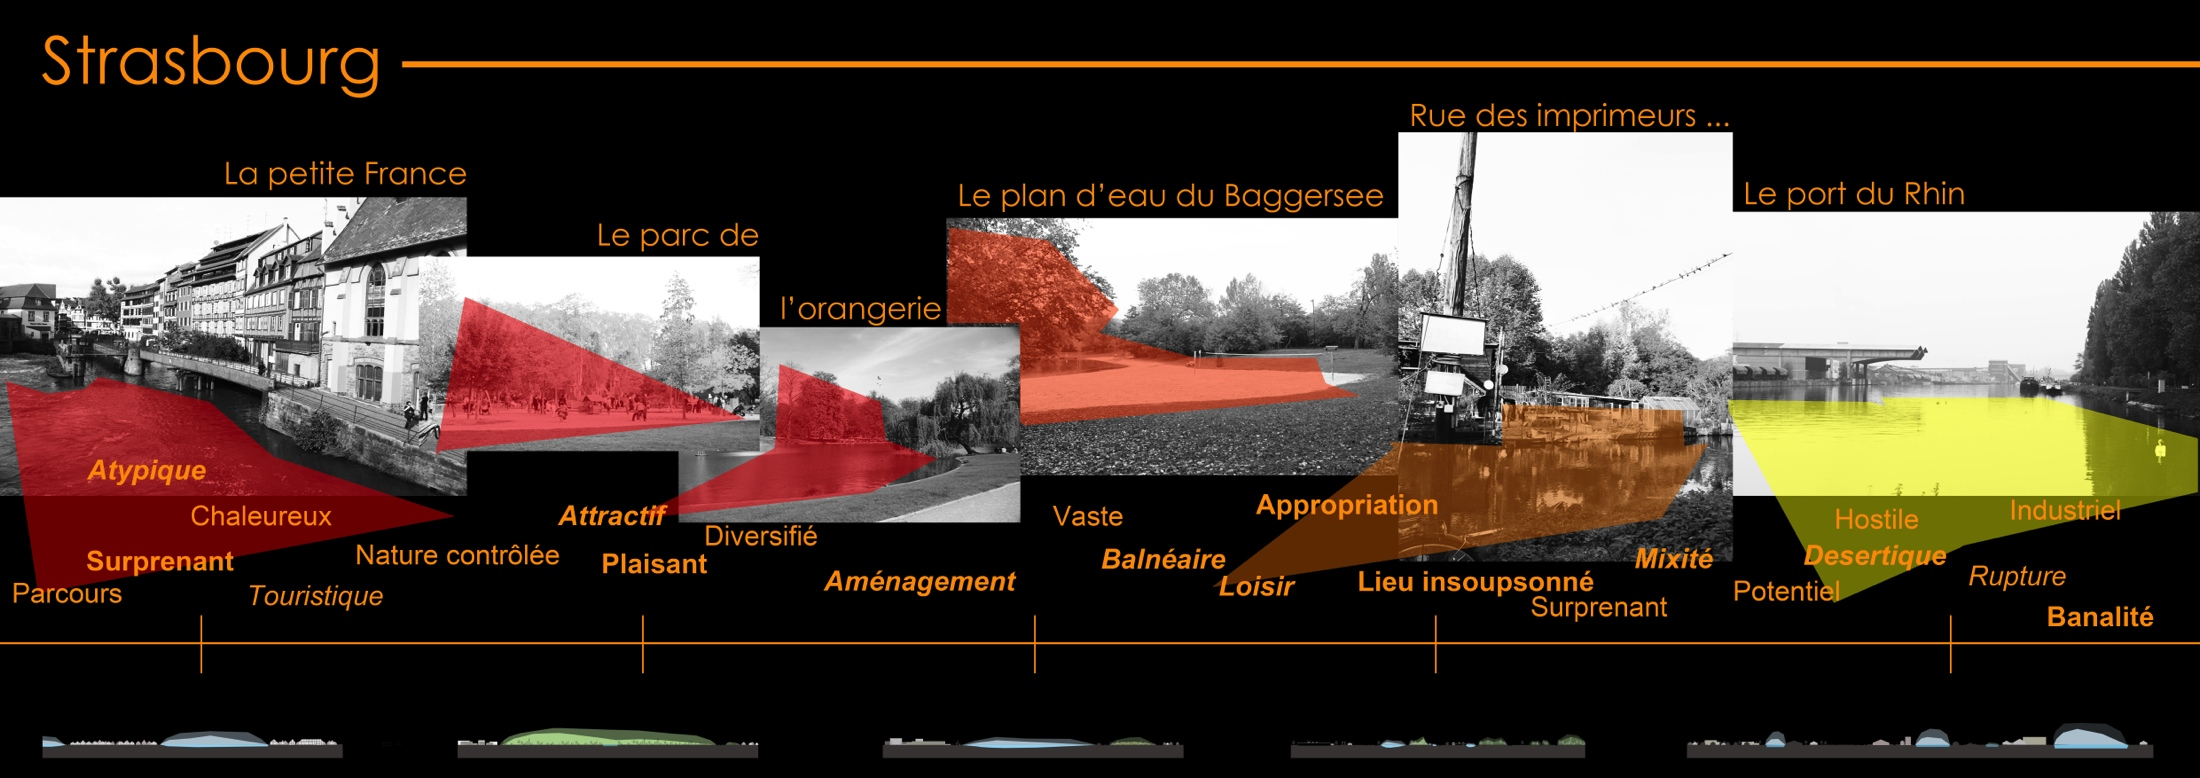 Strasbourg
Rue des imprimeurs ...
La petite France
Le plan d'eau du Baggersee
Le port du Rhin
Le parc de
l'orangerie
Atypique
Chaleureux
Surprenant
Parcours
Touristique
Nature contrôlée
Attractif
Plaisant
Diversifié
Aménagement
Vaste
Balnéaire
Loisir
Appropriation
Lieu insoupsonné
Mixité
Surprenant
Potentiel
Hostile
Desertique
Industriel
Rupture
Banalité